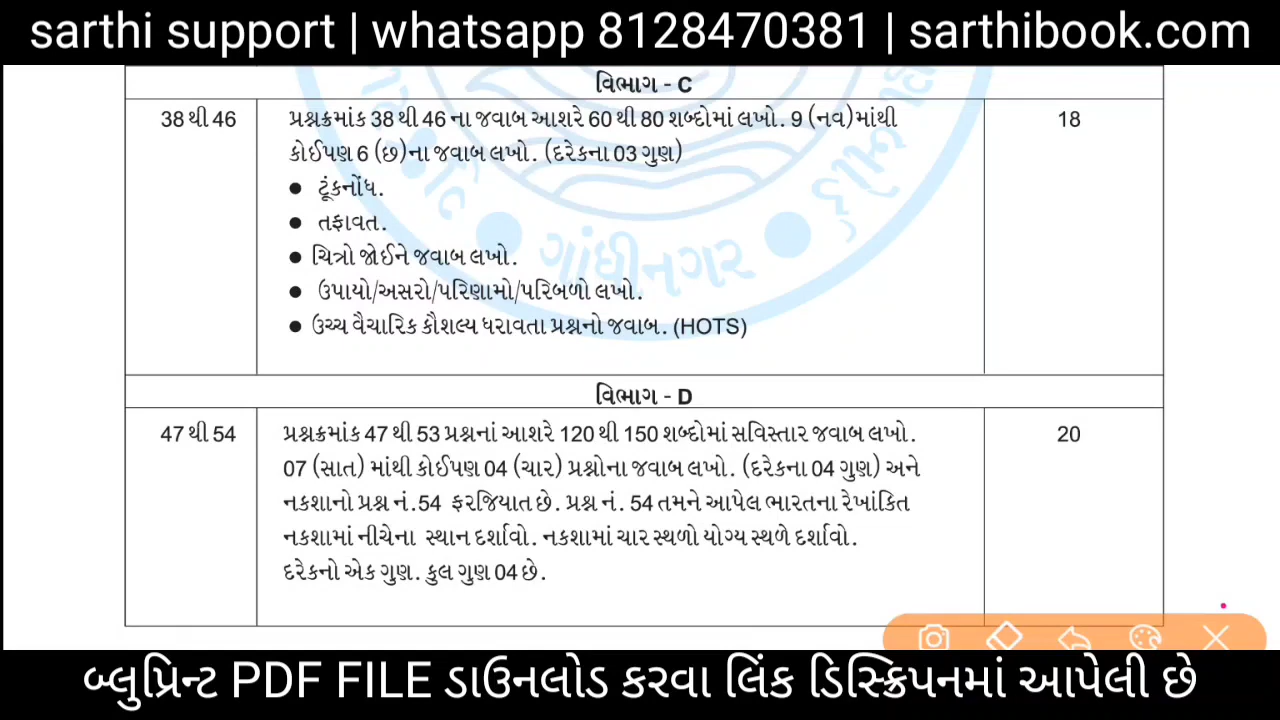 sarthi support | whatsapp 8128470381 | sarthibook.com
વિભાગ - C
38 થી 46
પ્રશ્નક્રમાંક 38 થી 46 ના જવાબ આશરે 60 થી 80 શબ્દોમાં લખો. 9 (નવ)માંથી
18
કોઈપણ 6 (છ)ના જવાબ લખો. (દરેકના 03 ગુણ)
● ટૂંકનોંધ.
● તફાવત.
● ચિત્રો જોઈને જવાબ લખો.
● ઉપાયો/અસરો/પરિણામો/પરિબળો લખો.
● ઉચ્ચ વૈચારિક કૌશલ્ય ધરાવતા પ્રશ્નનો જવાબ. (HOTS)
ગાંધીનગર
વિભાગ - D
47 થી 54
પ્રશ્નક્રમાંક 47 થી 53 પ્રશ્નનાં આશરે 120 થી 150 શબ્દોમાં સવિસ્તાર જવાબ લખો.
20
07 (સાત) માંથી કોઈપણ 04 (ચાર) પ્રશ્નોના જવાબ લખો. (દરેકના 04 ગુણ) અને
નકશાનો પ્રશ્ન નં.54 ફરજિયાત છે. પ્રશ્ન નં. 54 તમને આપેલ ભારતના રેખાંકિત
નકશામાં નીચેના સ્થાન દર્શાવો. નકશામાં ચાર સ્થળો યોગ્ય સ્થળે દર્શાવો.
દરેકનો એક ગુણ. કુલ ગુણ 04 છે.
બ્લુપ્રિન્ટ PDF FILE ડાઉનલોડ કરવા લિંક ડિસ્ક્રિપનમાં આપેલી છે